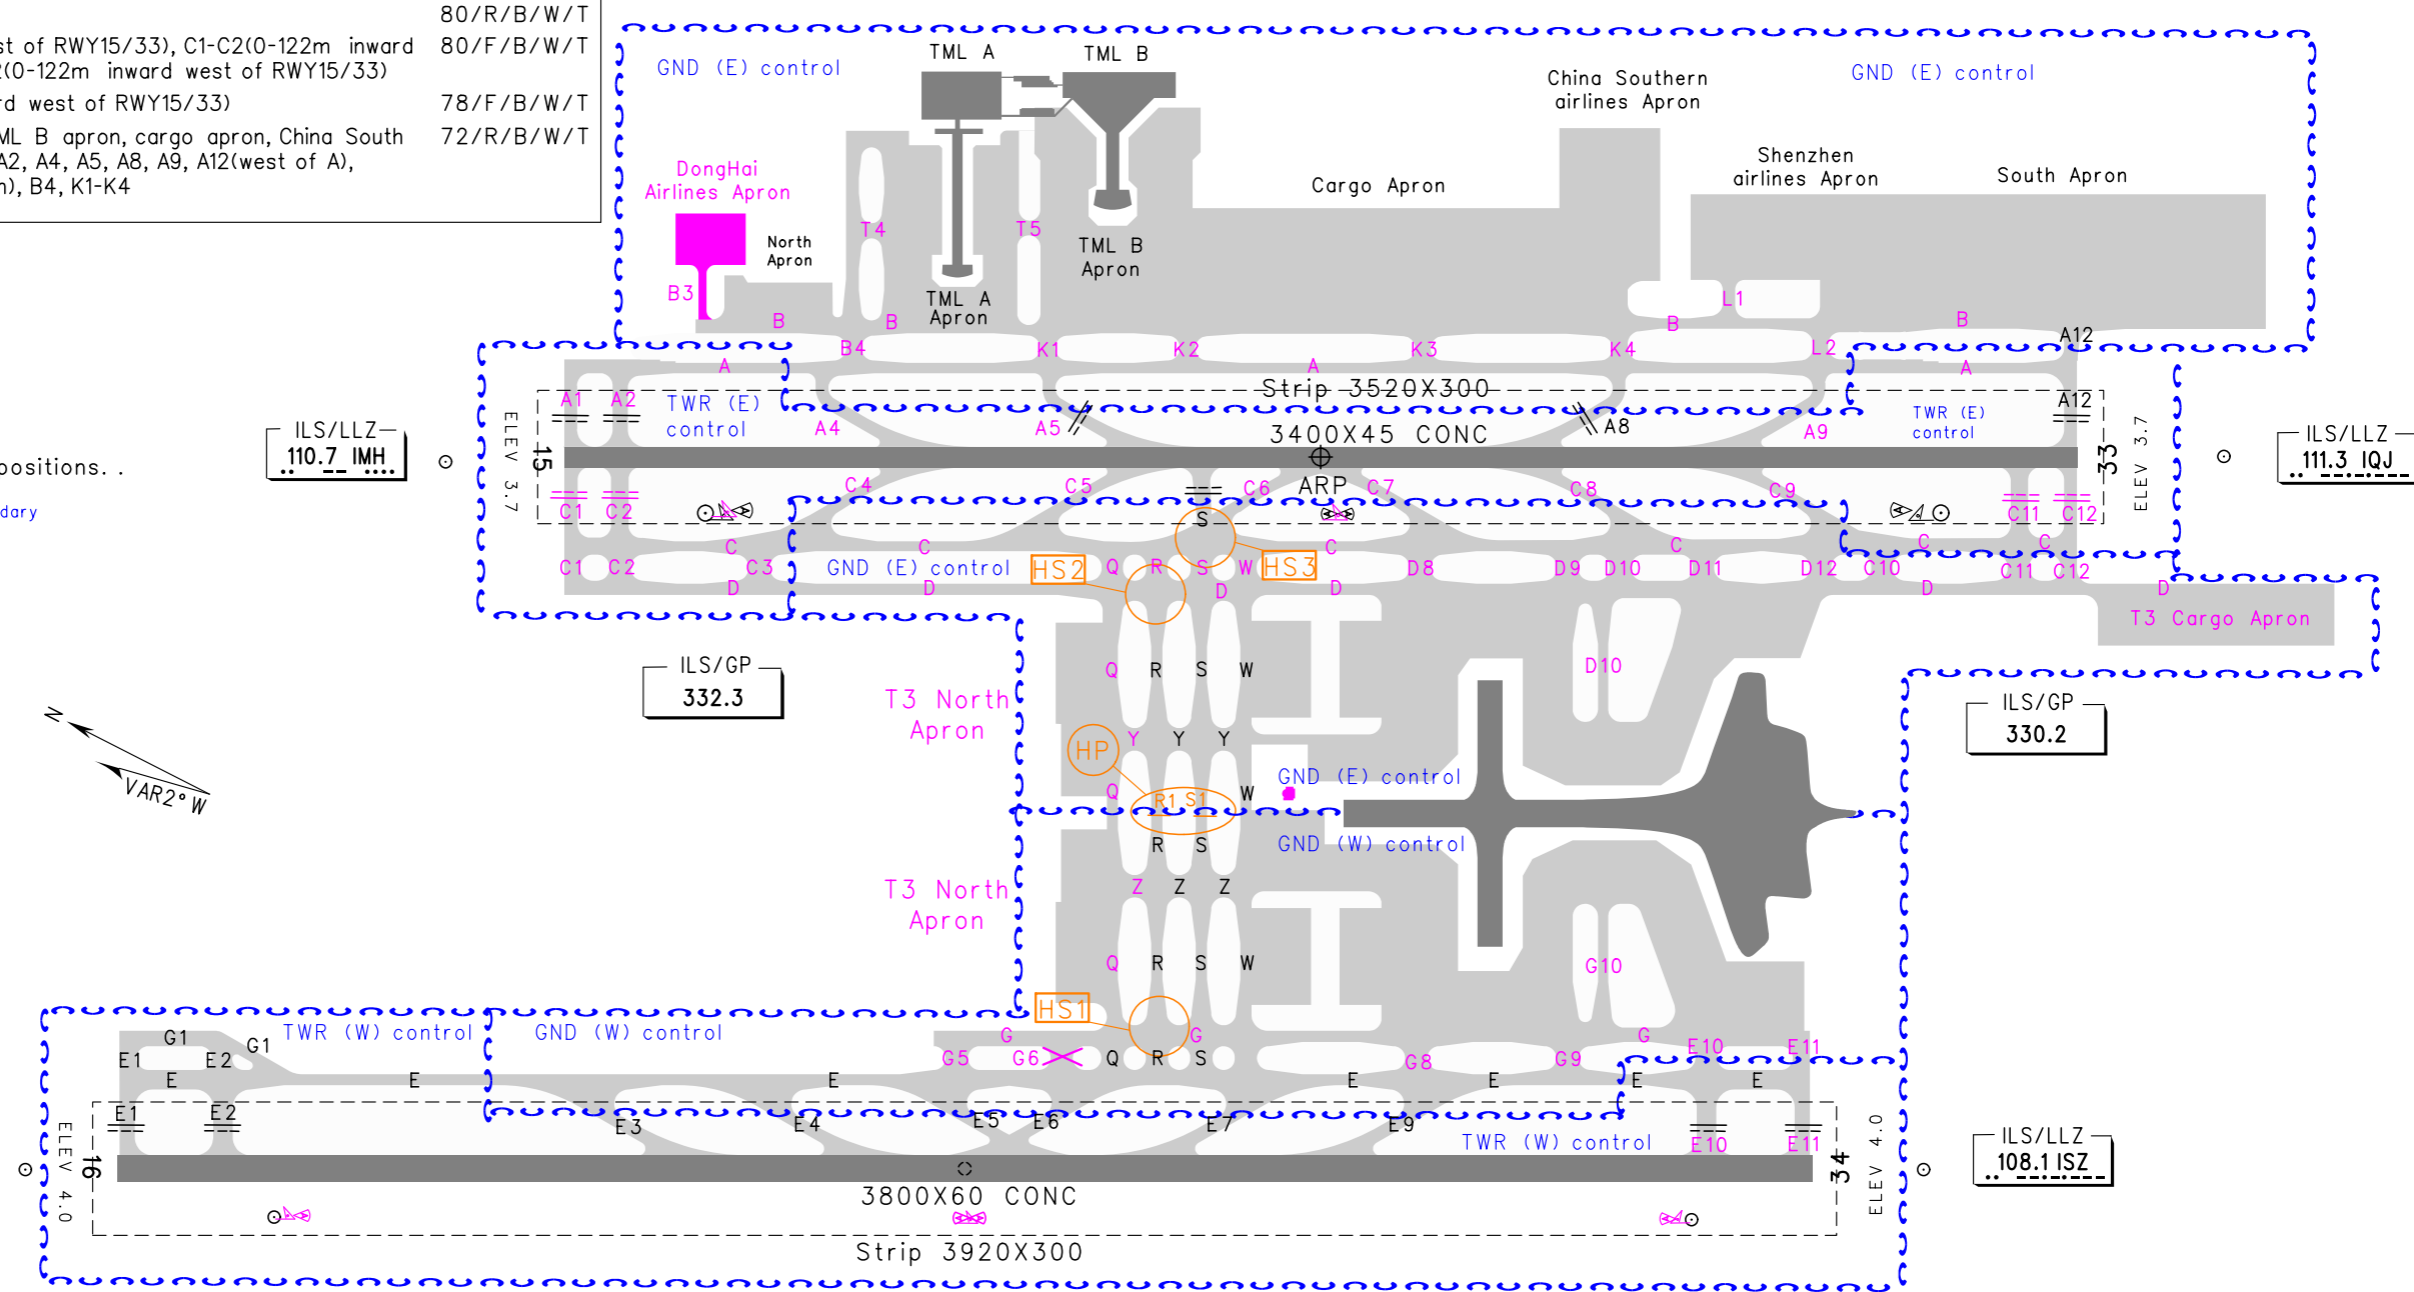 80/R/B/W/T
st of RWY15/33), C1-C2(0-122m inward 80/F/B/W/T
2(0-122m inward west of RWY15/33)
rd west of RWY15/33) 78/F/B/W/T
ML B apron, cargo apron, China South 72/R/B/W/T
A2, A4, A5, A8, A9, A12(west of A),
m), B4, K1-K4
GND (E) control
TML A
TML B
China Southern
airlines Apron
GND (E) control
DongHai
Airlines Apron
Cargo Apron
Shenzhen
airlines Apron
South Apron
T4
T5
North
Apron
TML B
Apron
B3
TML A
Apron
L1
B
B
B
B
A12
B4
K1
K2
K3
K4
L2
A
A
A
Strip 3520X300
A1
A2
TWR (E)
control
A4
A5
3400X45 CONC
A8
A9
TWR (E)
control
A12
ILS/LLZ
110.7 IMH
ELEV 3.7
15
33
ELEV 3.7
ILS/LLZ
111.3 IQJ
positions. .
dary
C1
C2
C4
C5
C6
ARP
C7
C8
C9
C11
C12
S
C
C
C
C
C
C
C1
C2
C3
GND (E) control
HS2
Q
R
S
W
HS3
D8
D9
D10
D11
D12
C10
C11
C12
D
D
D
D
D
D
T3 Cargo Apron
ILS/GP
332.3
T3 North
Apron
Q
R
S
W
D10
ILS/GP
330.2
N
VAR2°W
HP
Y
Y
Y
GND (E) control
Q
R1
S1
W
GND (W) control
R
S
T3 North
Apron
Z
Z
Z
Q
R
S
W
G10
HS1
TWR (W) control
GND (W) control
G1
G1
G
G
G
E1
E2
G5
G6
Q
R
S
G8
G9
E10
E11
E
E
E
E
E
E
E
E1
E2
E3
E4
E5
E6
E7
E9
TWR (W) control
E10
E11
ELEV 4.0
16
34
ELEV 4.0
ILS/LLZ
108.1 ISZ
3800X60 CONC
Strip 3920X300